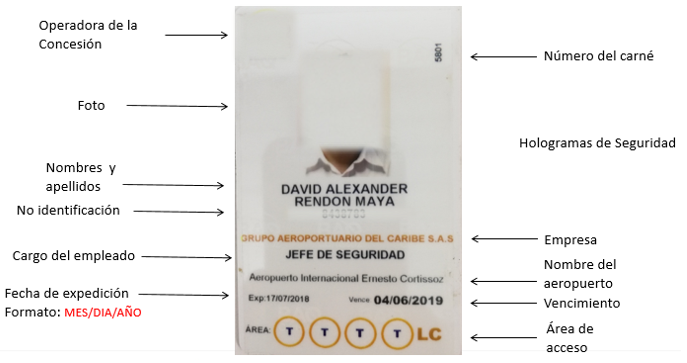 Operadora de la
Concesión
5801
Número del carné
Foto
Hologramas de Seguridad
Nombres y
apellidos
DAVID ALEXANDER
RENDON MAYA
No identificación
GRUPO AEROPORTUARIO DEL CARIBE S.A.S
Empresa
Cargo del empleado
JEFE DE SEGURIDAD
Nombre del
aeropuerto
Aeropuerto Internacional Ernesto Cortissoz
Fecha de expedición
Formato: MES/DIA/AÑO
Exp:17/07/2018
Vence 04/06/2019
Vencimiento
ÁREA: T T T T LC
Área de
acceso